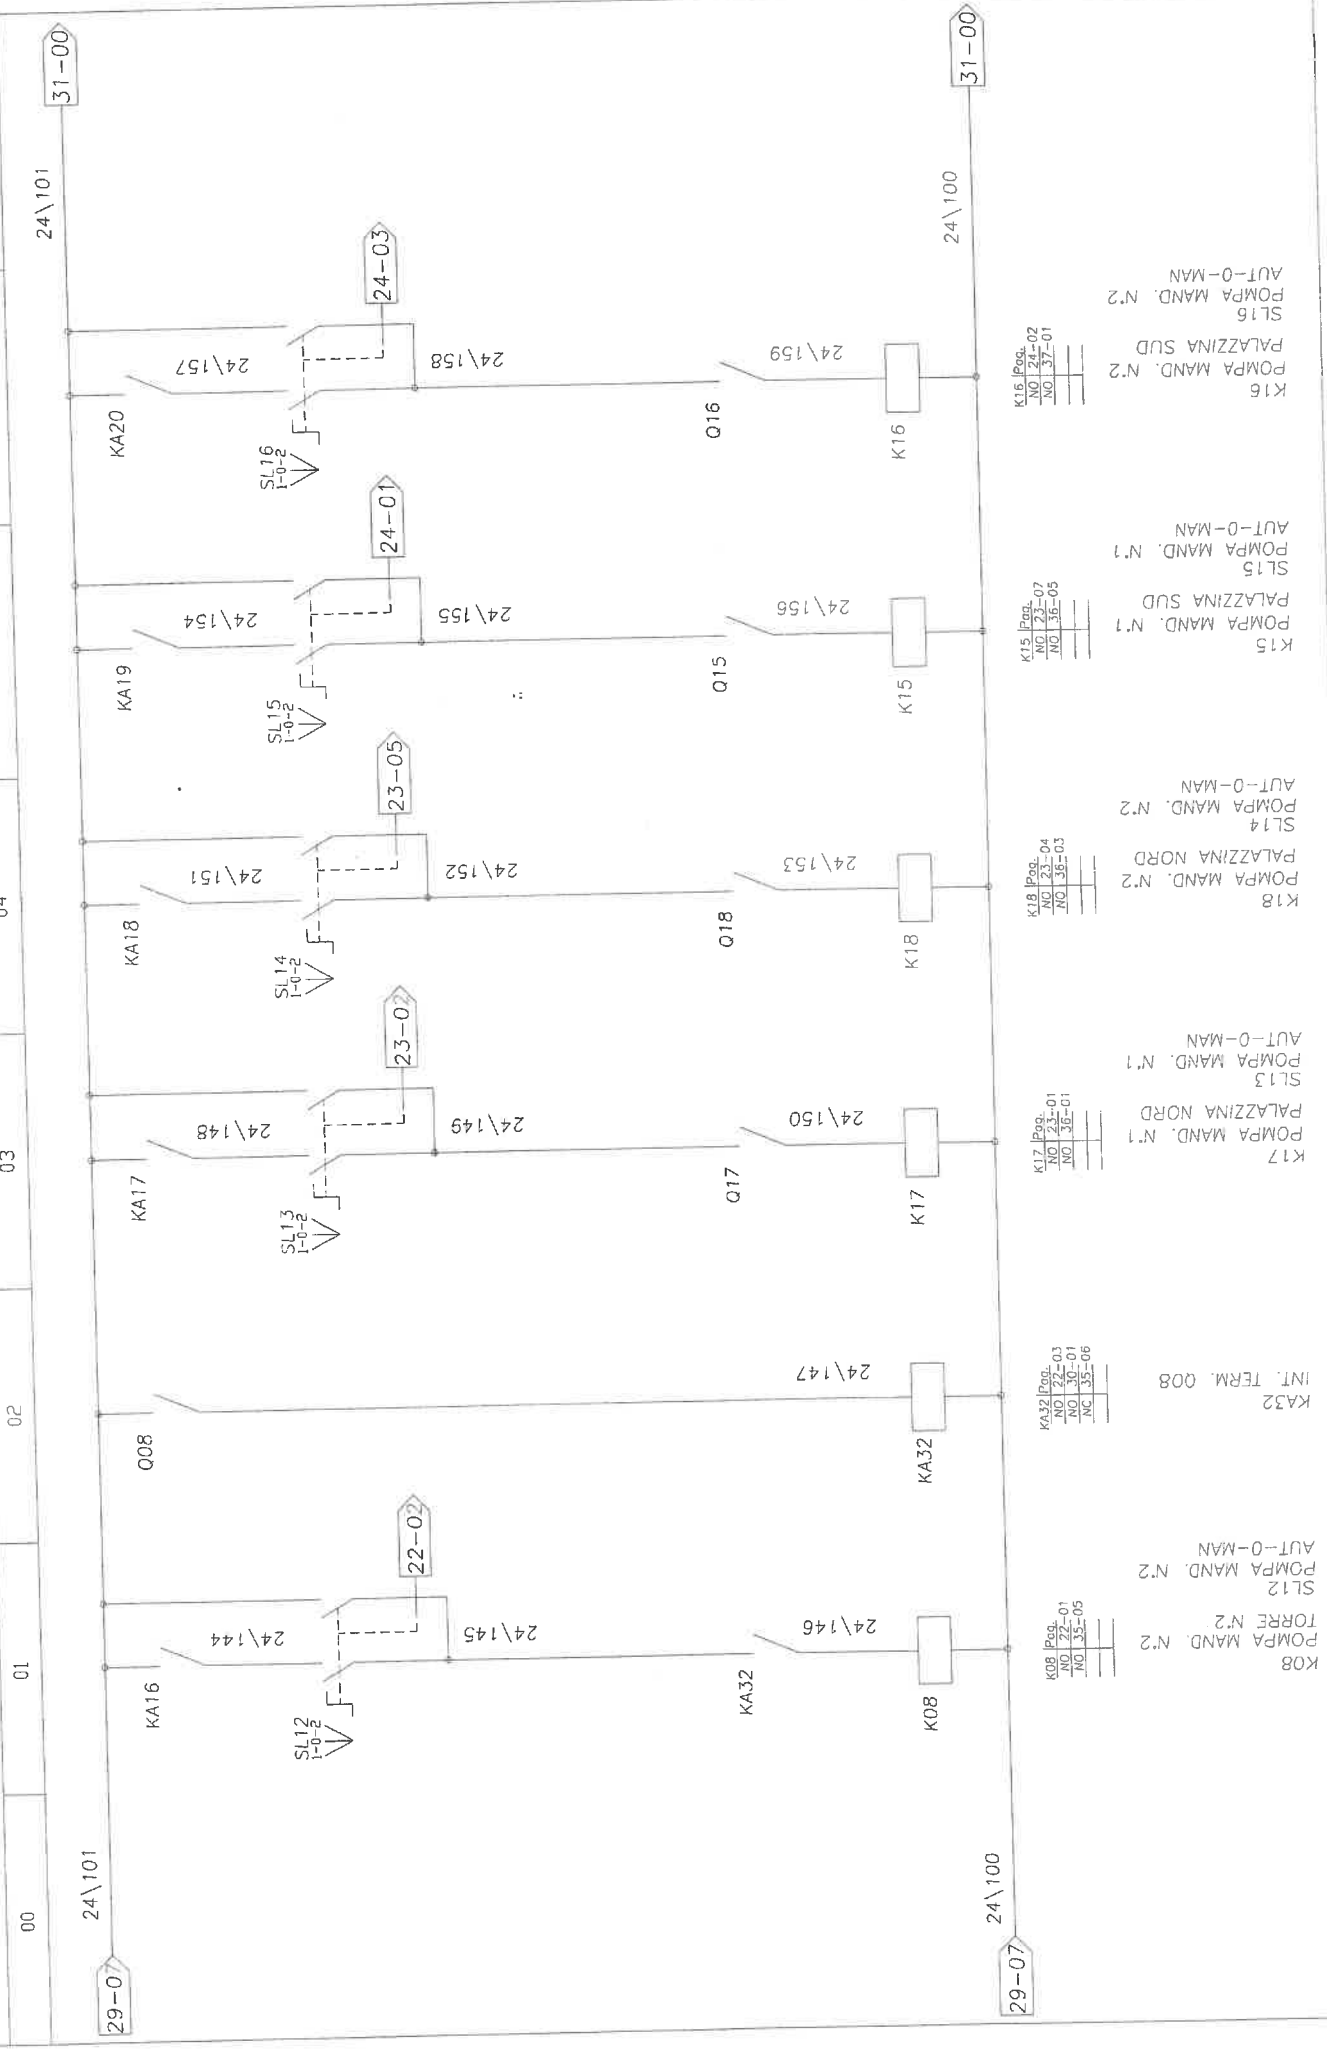 00
01
02
03
04
29-07
24\101
24\101
31-00
KA16
24\144
SL12
1-0-2
22-02
24\145
KA32
24\146
K08
Q08
24\147
KA32
KA17
24\148
SL13
1-0-2
23-02
24\149
Q17
24\150
K17
KA18
24\151
SL14
1-0-2
23-05
24\152
Q18
24\153
K18
KA19
24\154
SL15
1-0-2
24-01
24\155
Q15
24\156
K15
KA20
24\157
SL16
1-0-2
24-03
24\158
Q16
24\159
K16
29-07
24\100
24\100
31-00
K08 Pag.
NO 22-01
NO 35-05
K08
POMPA MAND. N°2
TORRE N°2
SL12
POMPA MAND. N°2
AUT-0-MAN
KA32 Pag.
NO 22-03
NO 30-01
NC 35-06
KA32
INT. TERM. Q08
K17 Pag.
NO 23-01
NO 36-01
K17
POMPA MAND. N°1
PALAZZINA NORD
SL13
POMPA MAND. N°1
AUT-0-MAN
K18 Pag.
NO 23-04
NO 36-03
K18
POMPA MAND. N°2
PALAZZINA NORD
SL14
POMPA MAND. N°2
AUT-0-MAN
K15 Pag.
NO 23-07
NO 36-05
K15
POMPA MAND. N°1
PALAZZINA SUD
SL15
POMPA MAND. N°1
AUT-0-MAN
K16 Pag.
NO 24-02
NO 37-01
K16
POMPA MAND. N°2
PALAZZINA SUD
SL16
POMPA MAND. N°2
AUT-0-MAN